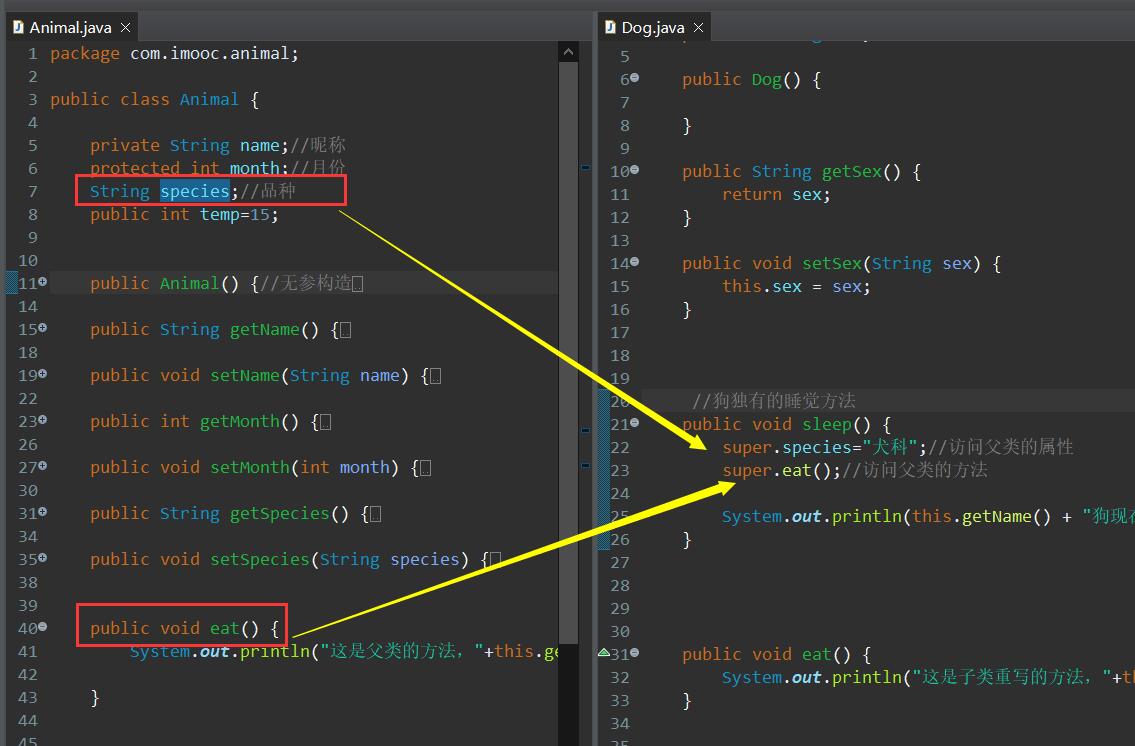 Animal.java
1 package com.imooc.animal;
2
3 public class Animal {
4
5 private String name;//昵称
6 protected int month;//月份
7 String species;//品种
8 public int temp=15;
9
10
11 public Animal() {//无参构造
14
15 public String getName() {
18
19 public void setName(String name) {
22
23 public int getMonth() {
26
27 public void setMonth(int month) {
30
31 public String getSpecies() {
34
35 public void setSpecies(String species) {
38
39
40 public void eat() {
41 System.out.println("这是父类的方法，"+this.ge
42
43 }
44
45
Dog.java
5
6 public Dog() {
7
8 }
9
10 public String getSex() {
11 return sex;
12 }
13
14 public void setSex(String sex) {
15 this.sex = sex;
16 }
17
18
19
20 //狗独有的睡觉方法
21 public void sleep() {
22 super.species="犬科";//访问父类的属性
23 super.eat();//访问父类的方法
24
25 System.out.println(this.getName() + "狗现在
26 }
27
28
29
30
31 public void eat() {
32 System.out.println("这是子类重写的方法，"+th
33 }
34